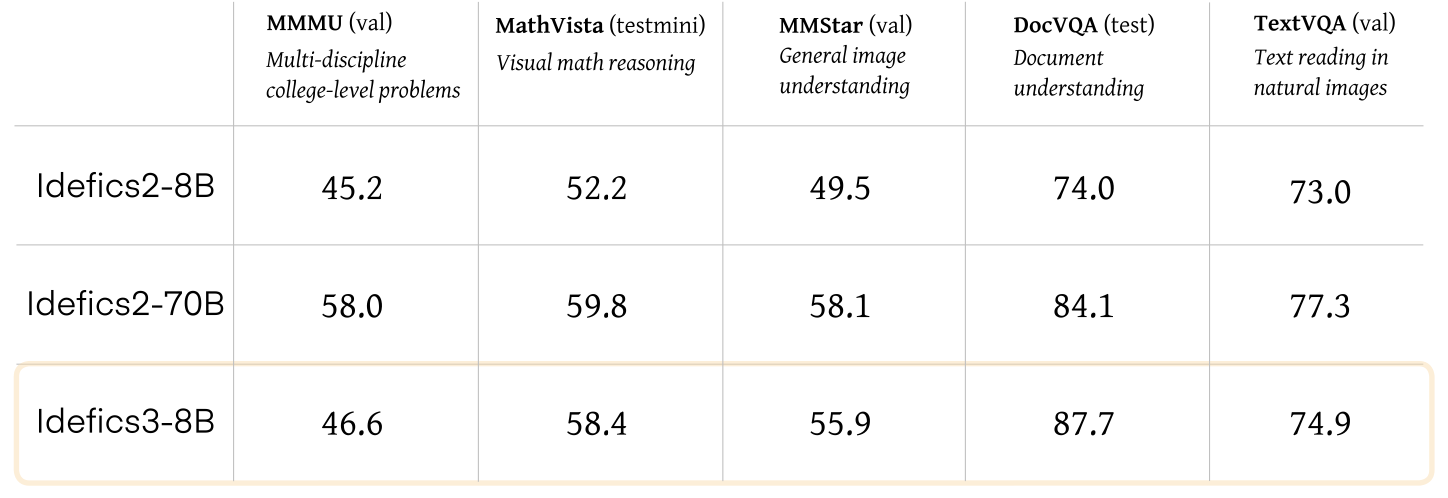 MMMU (val) MathVista (testmini) MMStar (val) DocVQA (test) TextVQA (val)
Multi-discipline Visual math reasoning General image Document Text reading in
college-level problems understanding understanding natural images
Idefics2-8B 45.2 52.2 49.5 74.0 73.0
Idefics2-70B 58.0 59.8 58.1 84.1 77.3
Idefics3-8B 46.6 58.4 55.9 87.7 74.9